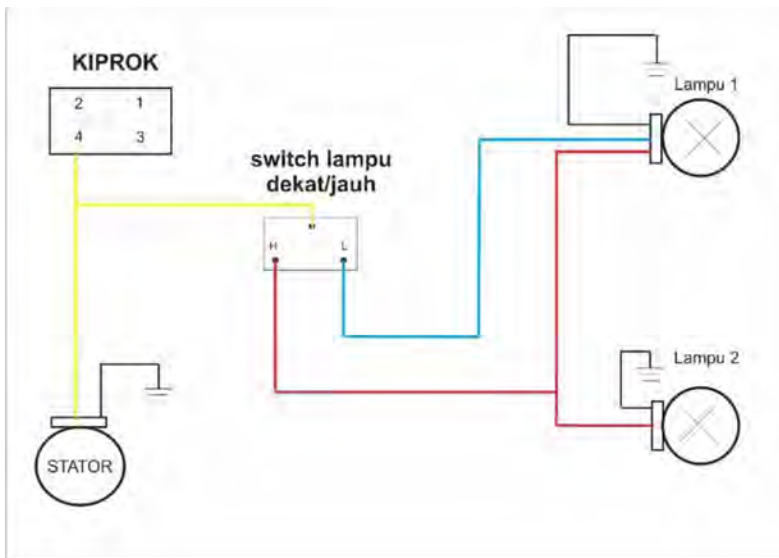 KIPROK
2 1
4 3
switch lampu
dekat/jauh
H L
Lampu 1
Lampu 2
STATOR